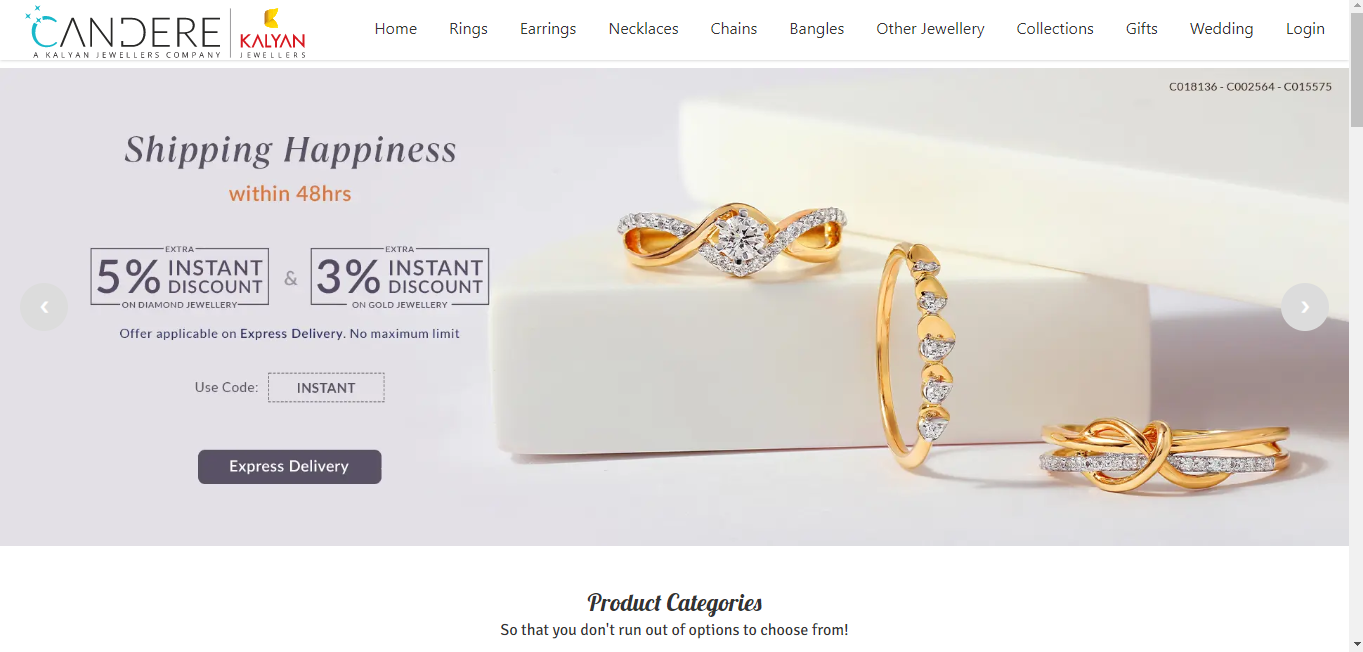 CANDERE
A KALYAN JEWELLERS COMPANY
KALYAN
JEWELLERS
Home Rings Earrings Necklaces Chains Bangles Other Jewellery Collections Gifts Wedding Login
C018136 - C002564 - C015575
Shipping Happiness
within 48hrs
EXTRA
5% INSTANT
DISCOUNT
ON DIAMOND JEWELLERY
&
EXTRA
3% INSTANT
DISCOUNT
ON GOLD JEWELLERY
Offer applicable on Express Delivery. No maximum limit
Use Code: INSTANT
Express Delivery
Product Categories
So that you don't run out of options to choose from!